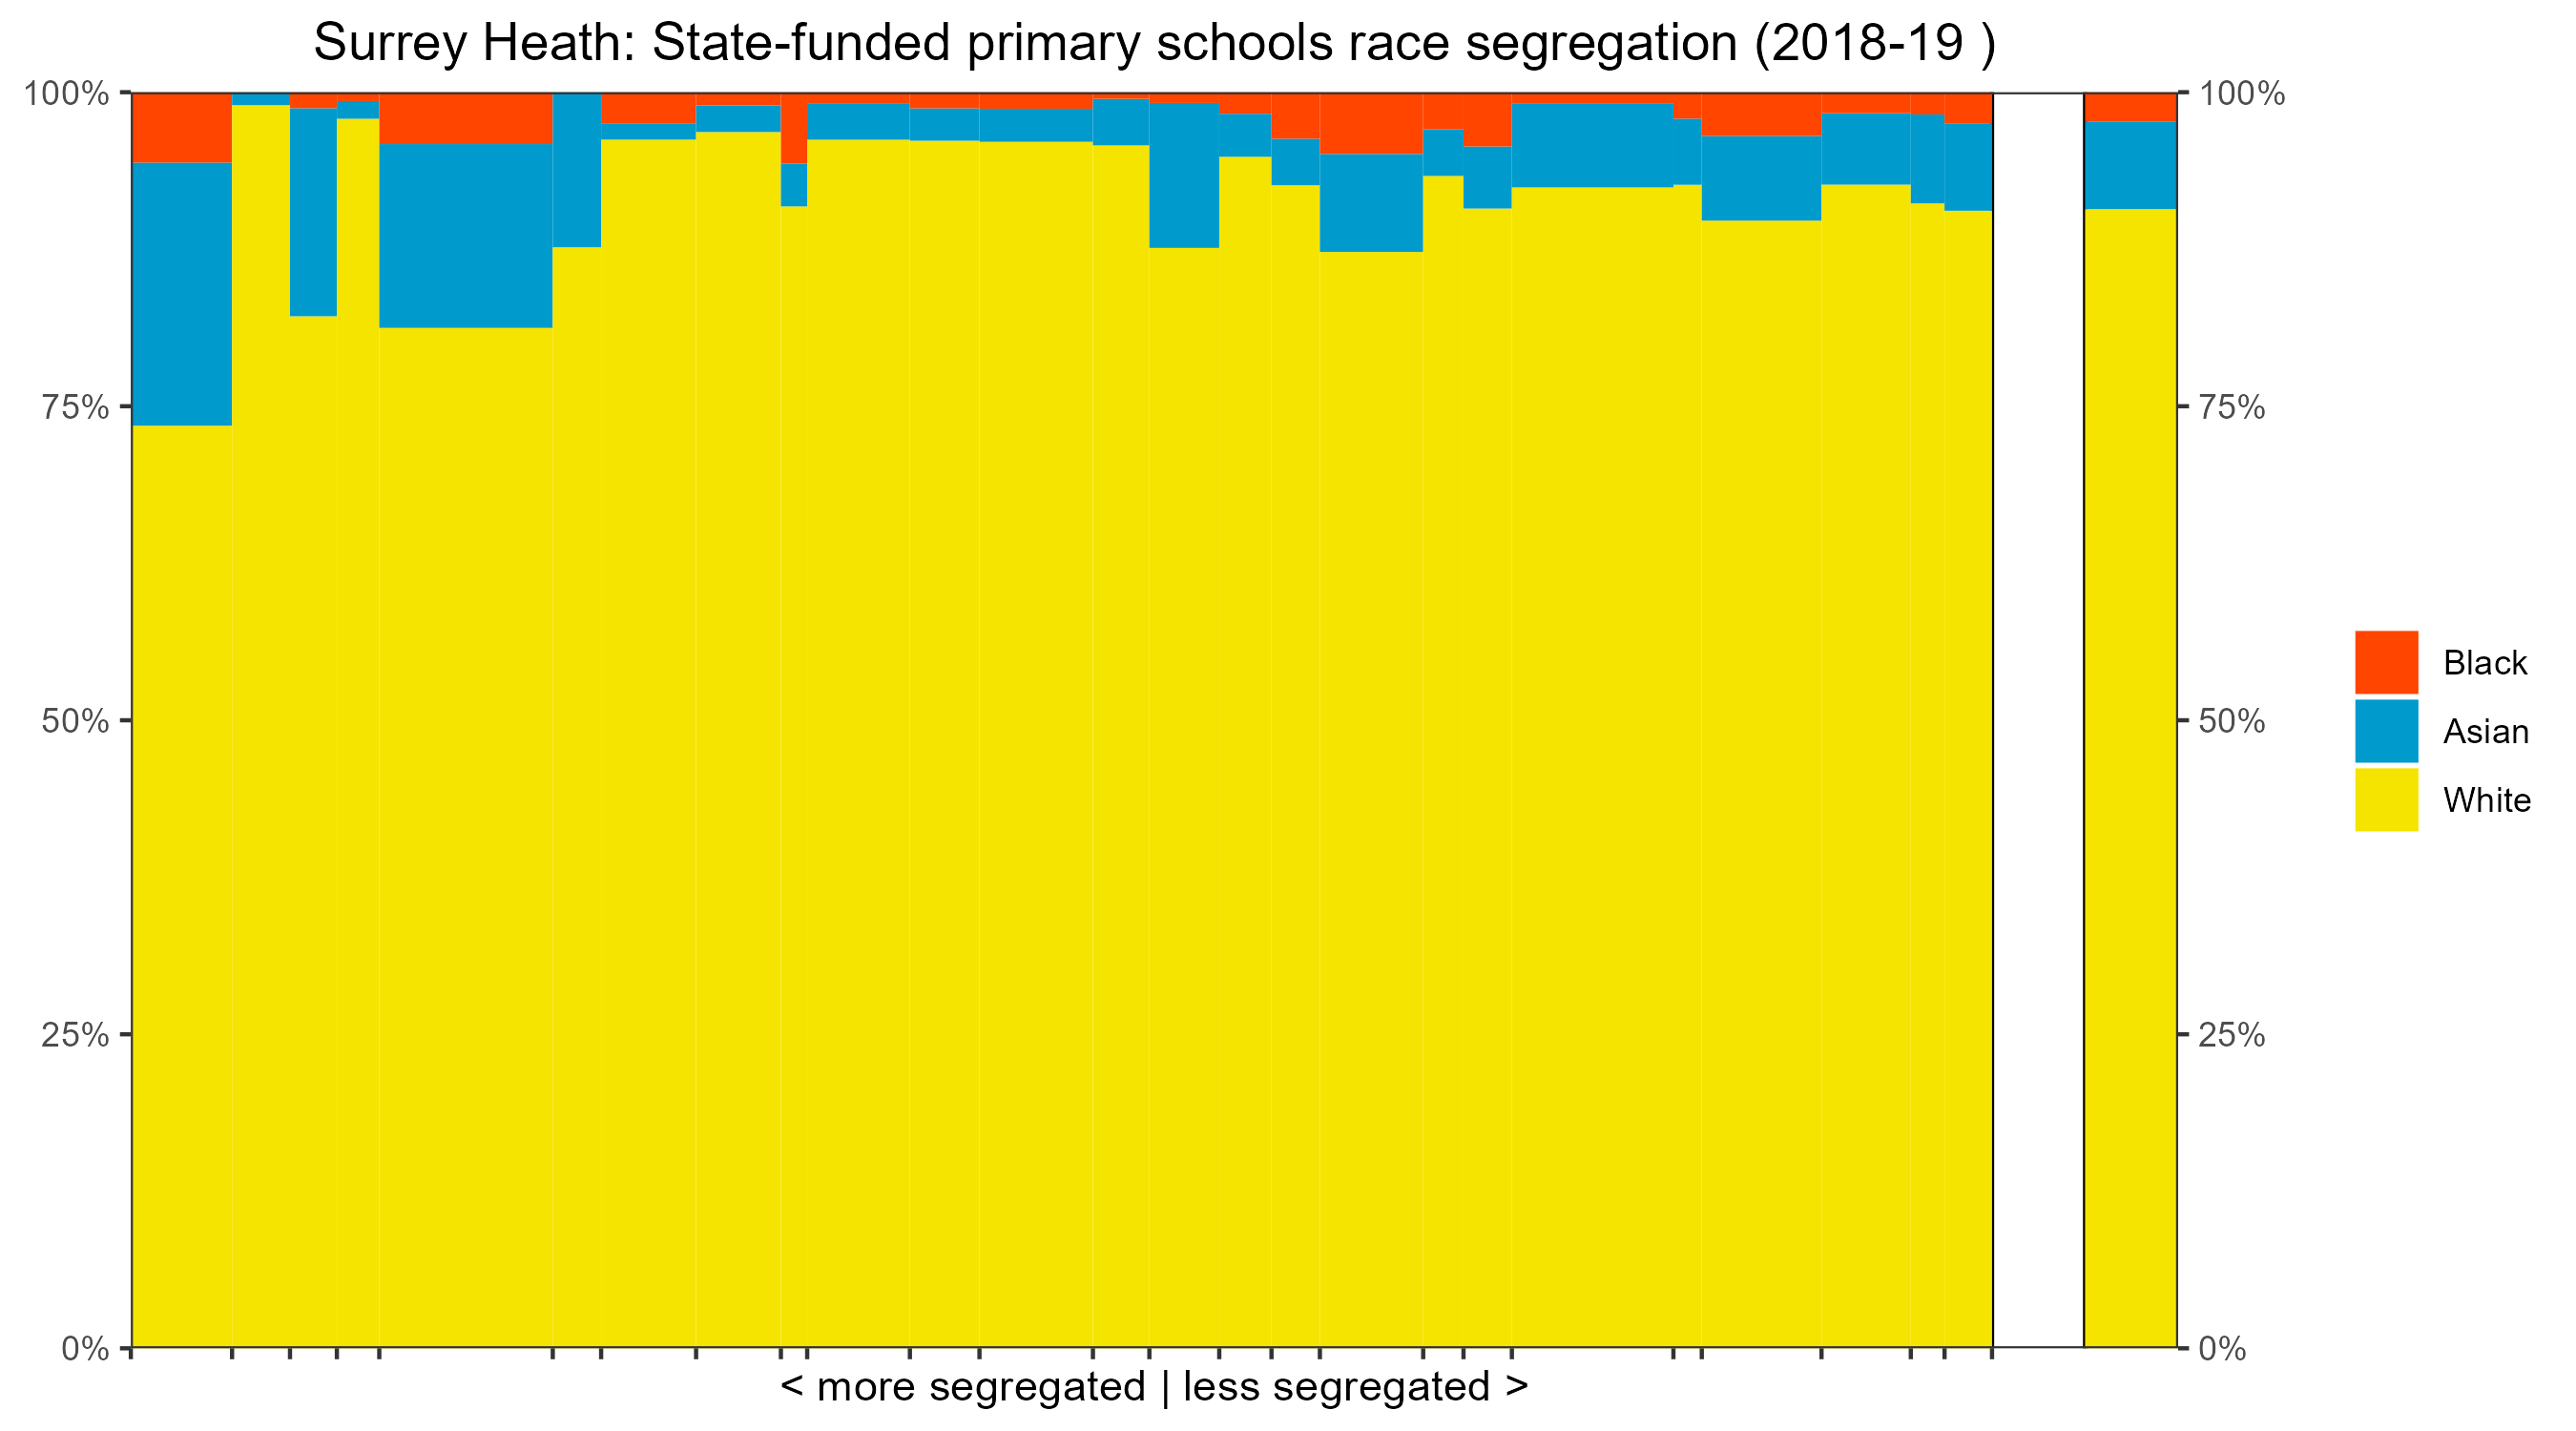 Surrey Heath: State-funded primary schools race segregation (2018-19 )
100%
75%
50%
25%
0%
100%
75%
50%
25%
0%
Black
Asian
White
< more segregated | less segregated >